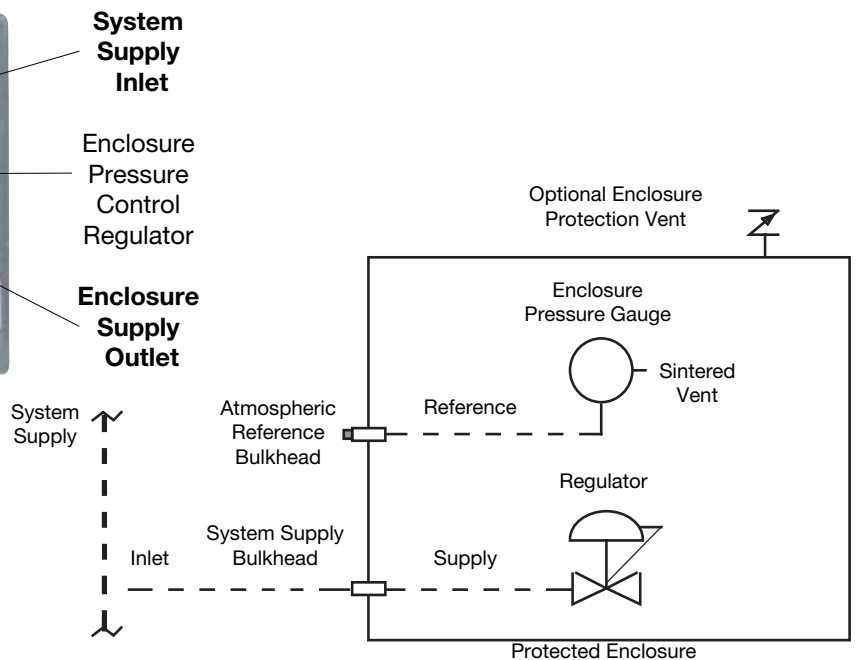 System
Supply
Inlet
Enclosure
Pressure
Control
Regulator
Enclosure
Supply
Outlet
Optional Enclosure
Protection Vent
Enclosure
Pressure Gauge
Sintered
Vent
System
Supply
Atmospheric
Reference
Bulkhead
Reference
Regulator
System Supply
Bulkhead
Inlet
Supply
Protected Enclosure